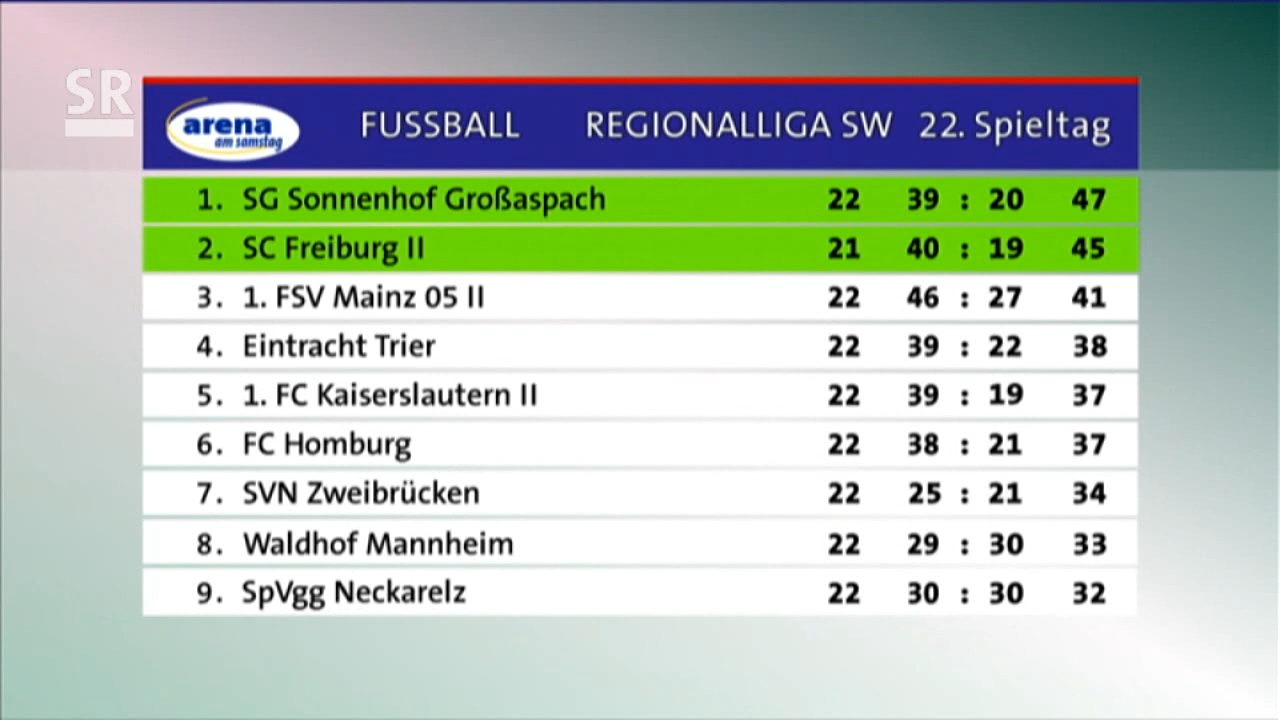 SR
arena
am samstag
FUSSBALL REGIONALLIGA SW 22. Spieltag
1. SG Sonnenhof Großaspach 22 39 : 20 47
2. SC Freiburg II 21 40 : 19 45
3. 1. FSV Mainz 05 II 22 46 : 27 41
4. Eintracht Trier 22 39 : 22 38
5. 1. FC Kaiserslautern II 22 39 : 19 37
6. FC Homburg 22 38 : 21 37
7. SVN Zweibrücken 22 25 : 21 34
8. Waldhof Mannheim 22 29 : 30 33
9. SpVgg Neckarelz 22 30 : 30 32